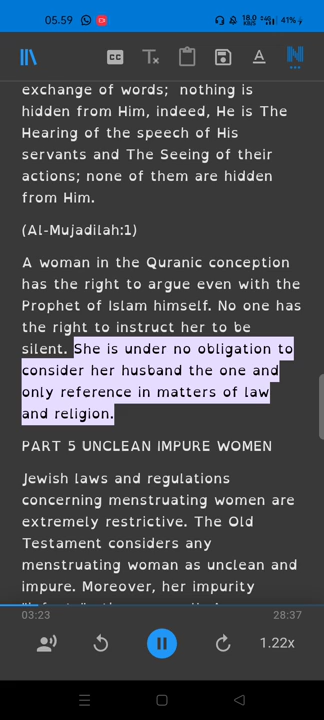 05.59
18.0 KB/S
41%
CC
exchange of words; nothing is
hidden from Him, indeed, He is The
Hearing of the speech of His
servants and The Seeing of their
actions; none of them are hidden
from Him.
(Al-Mujadilah:1)
A woman in the Quranic conception
has the right to argue even with the
Prophet of Islam himself. No one has
the right to instruct her to be
silent. She is under no obligation to
consider her husband the one and
only reference in matters of law
and religion.
PART 5 UNCLEAN IMPURE WOMEN
Jewish laws and regulations
concerning menstruating women are
extremely restrictive. The Old
Testament considers any
menstruating woman as unclean and
impure. Moreover, her impurity
03:23
28:37
1.22x